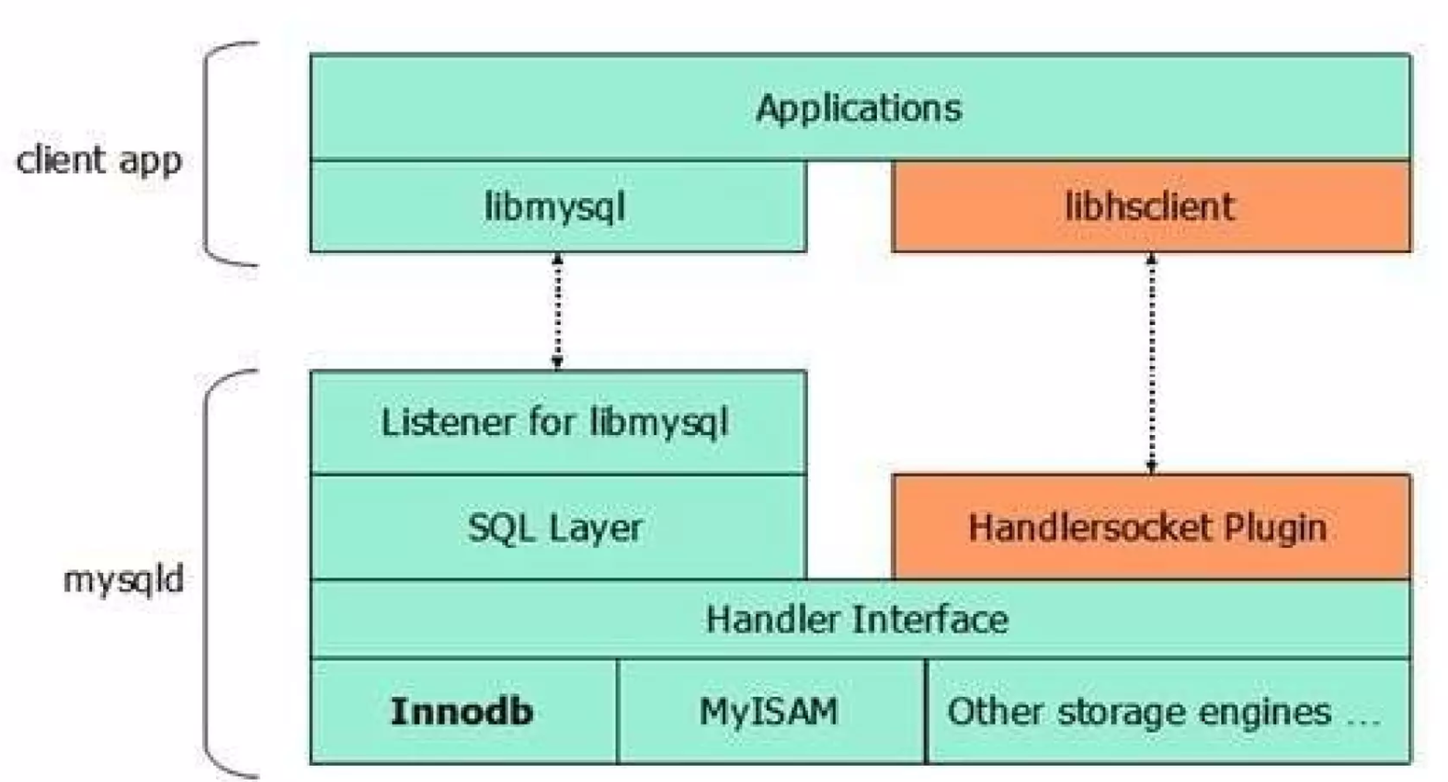 Applications
client app
libmysql
libhsclient
Listener for libmysql
SQL Layer
Handlersocket Plugin
mysqld
Handler Interface
Innodb
MyISAM
Other storage engines ...